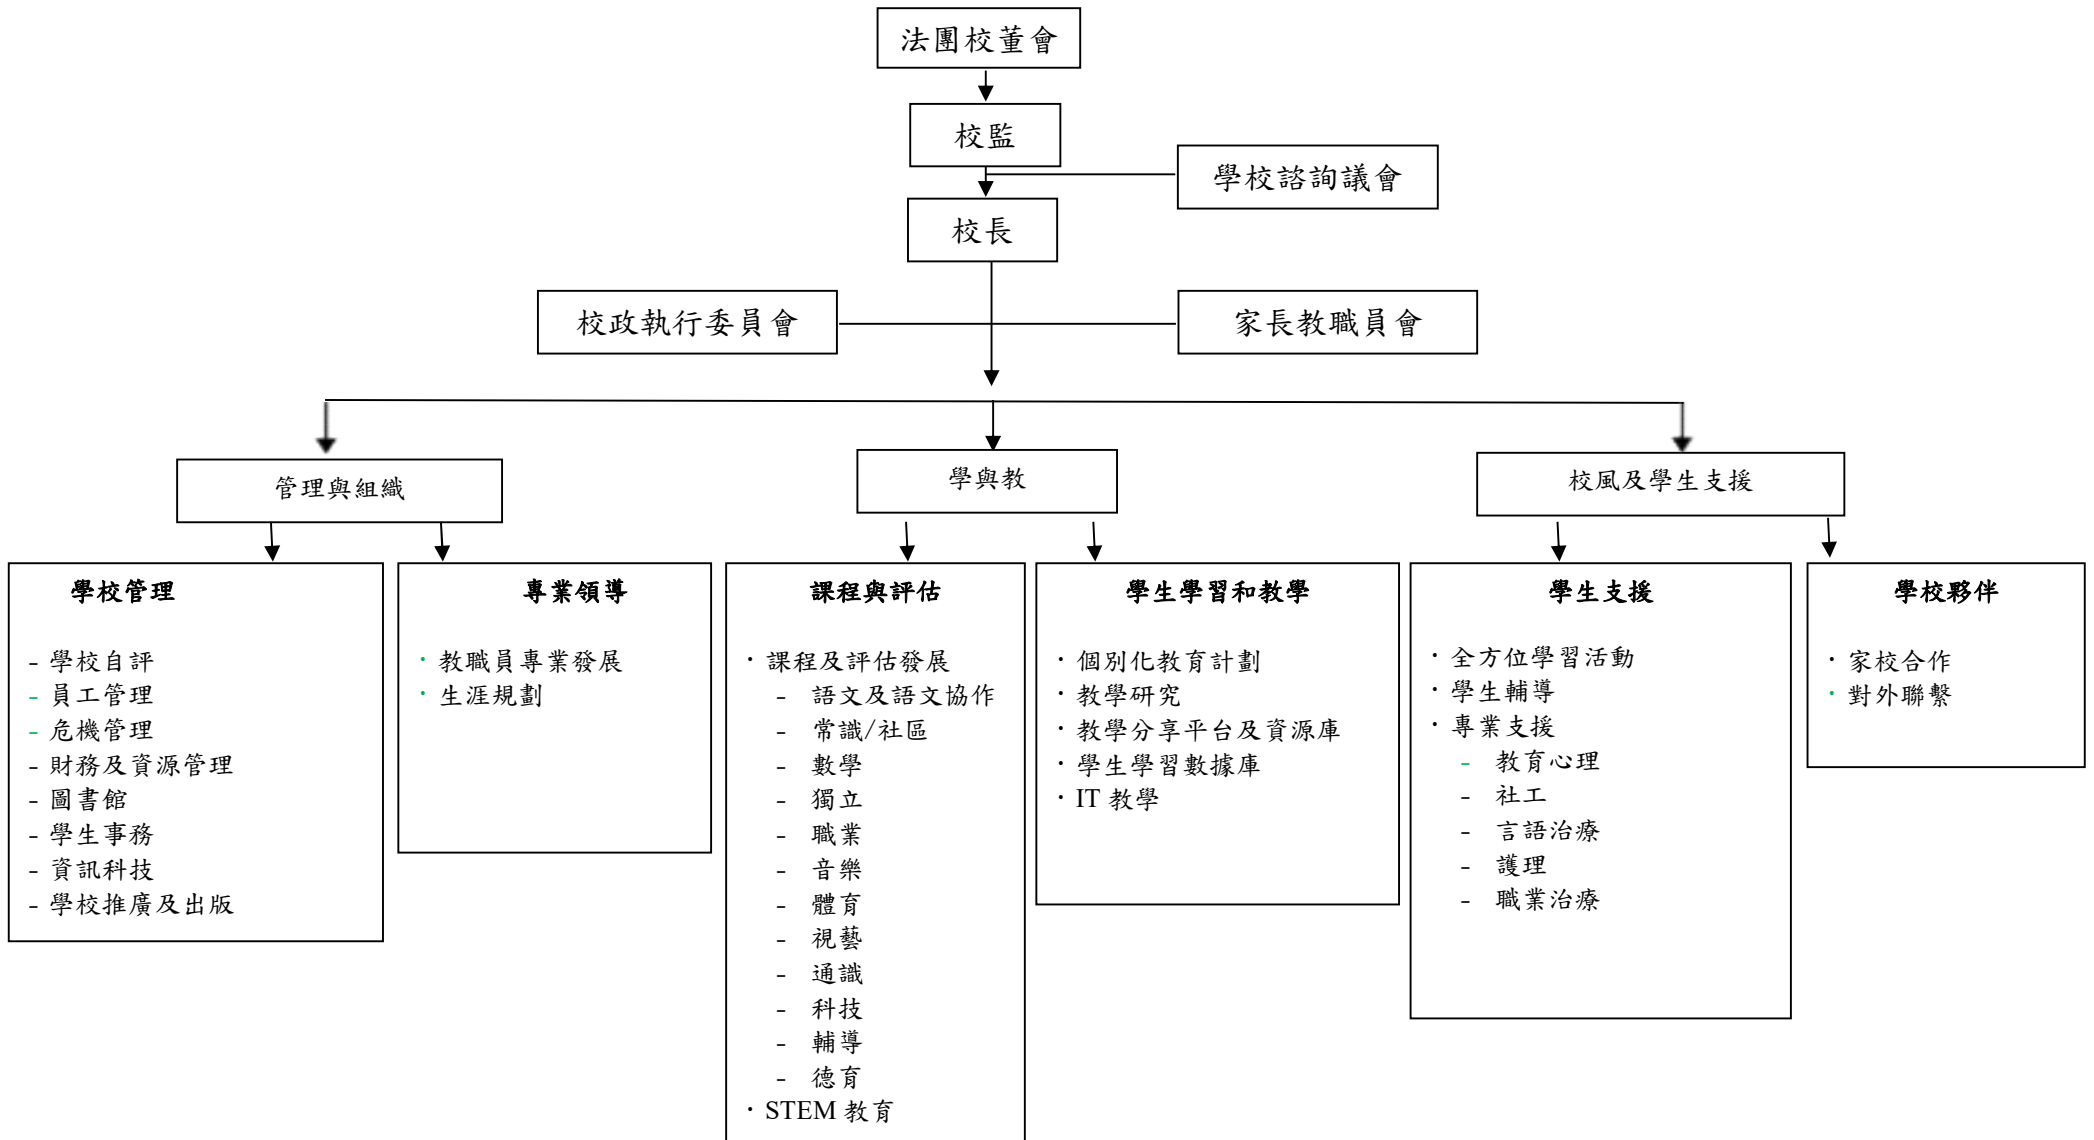 法團校董會
校監
學校諮詢議會
校長
校政執行委員會
家長教職員會
管理與組織
學與教
校風及學生支援
學校管理
- 學校自評
- 員工管理
- 危機管理
- 財務及資源管理
- 圖書館
- 學生事務
- 資訊科技
- 學校推廣及出版
專業領導
· 教職員專業發展
· 生涯規劃
課程與評估
· 課程及評估發展
- 語文及語文協作
- 常識/社區
- 數學
- 獨立
- 職業
- 音樂
- 體育
- 視藝
- 通識
- 科技
- 輔導
- 德育
· STEM 教育
學生學習和教學
· 個別化教育計劃
· 教學研究
· 教學分享平台及資源庫
· 學生學習數據庫
· IT 教學
學生支援
· 全方位學習活動
· 學生輔導
· 專業支援
- 教育心理
- 社工
- 言語治療
- 護理
- 職業治療
學校夥伴
· 家校合作
· 對外聯繫